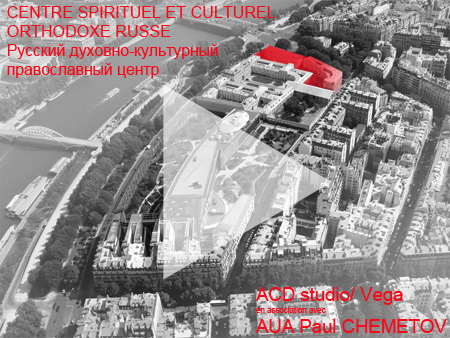 CENTRE SPIRITUEL ET CULTUREL
ORTHODOXE RUSSE
Русский духовно-культурный
православный центр
ACD studio/ Vega
en association avec
AUA Paul CHEMETOV